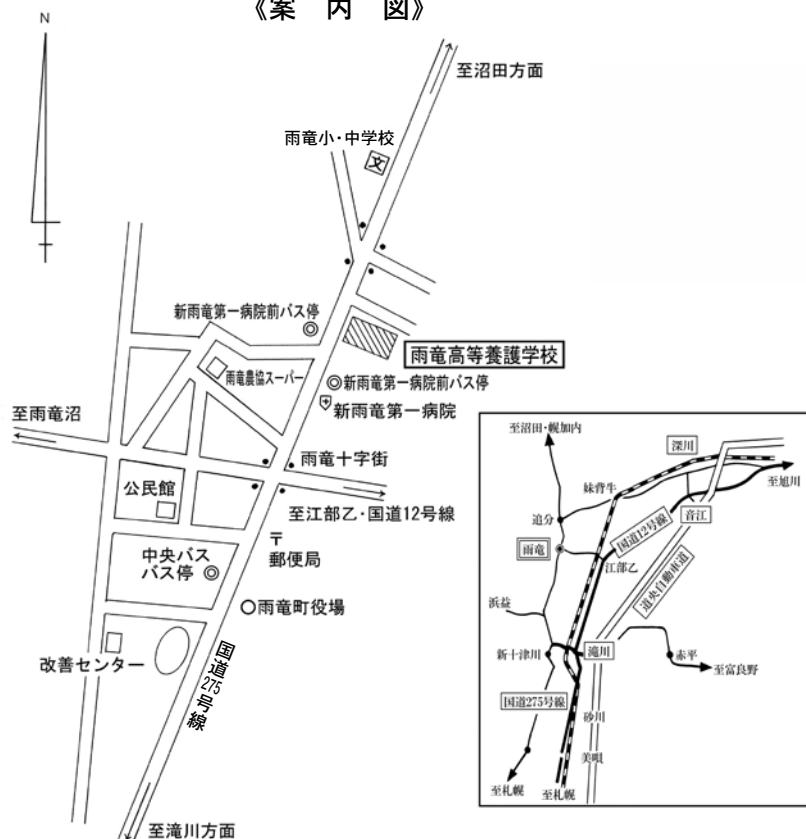 《案 内 図》
N
至沼田方面
雨竜小・中学校
文
新雨竜第一病院前バス停
雨竜高等養護学校
雨竜農協スーパー
新雨竜第一病院前バス停
新雨竜第一病院
至雨竜沼
雨竜十字街
公民館
至江部乙・国道12号線
〒
郵便局
中央バス
バス停
雨竜町役場
改善センター
国道275号線
至滝川方面
至沼田・幌加内
深川
至旭川
妹背牛
追分
音江
国道12号線
雨竜
江部乙
道央自動車道
浜益
新十津川
滝川
赤平
至富良野
国道275号線
砂川
美唄
至札幌
至札幌